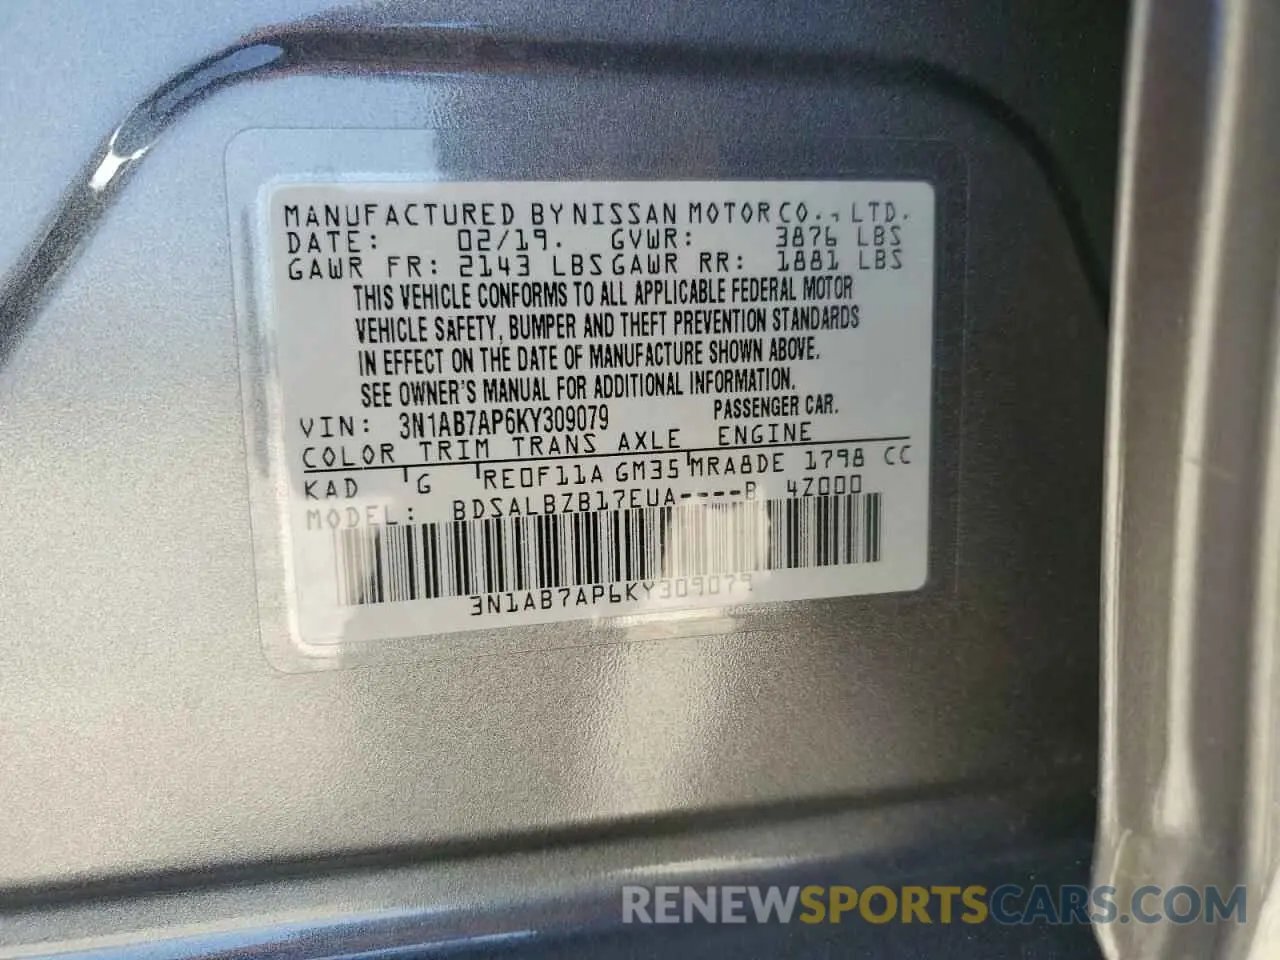 MANUFACTURED BY NISSAN MOTOR CO., LTD.
DATE: 02/19. GVWR: 3876 LBS
GAWR FR: 2143 LBS GAWR RR: 1881 LBS
THIS VEHICLE CONFORMS TO ALL APPLICABLE FEDERAL MOTOR
VEHICLE SAFETY, BUMPER AND THEFT PREVENTION STANDARDS
IN EFFECT ON THE DATE OF MANUFACTURE SHOWN ABOVE.
SEE OWNER'S MANUAL FOR ADDITIONAL INFORMATION.
VIN: 3N1AB7AP6KY309079 PASSENGER CAR.
COLOR TRIM TRANS AXLE ENGINE
KAD G RE0F11A GM35 MRA8DE 1798 CC
MODEL: BDSALBZB17EUA----B 4Z000
3N1AB7AP6KY309079
RENEWSPORTSCARS.COM